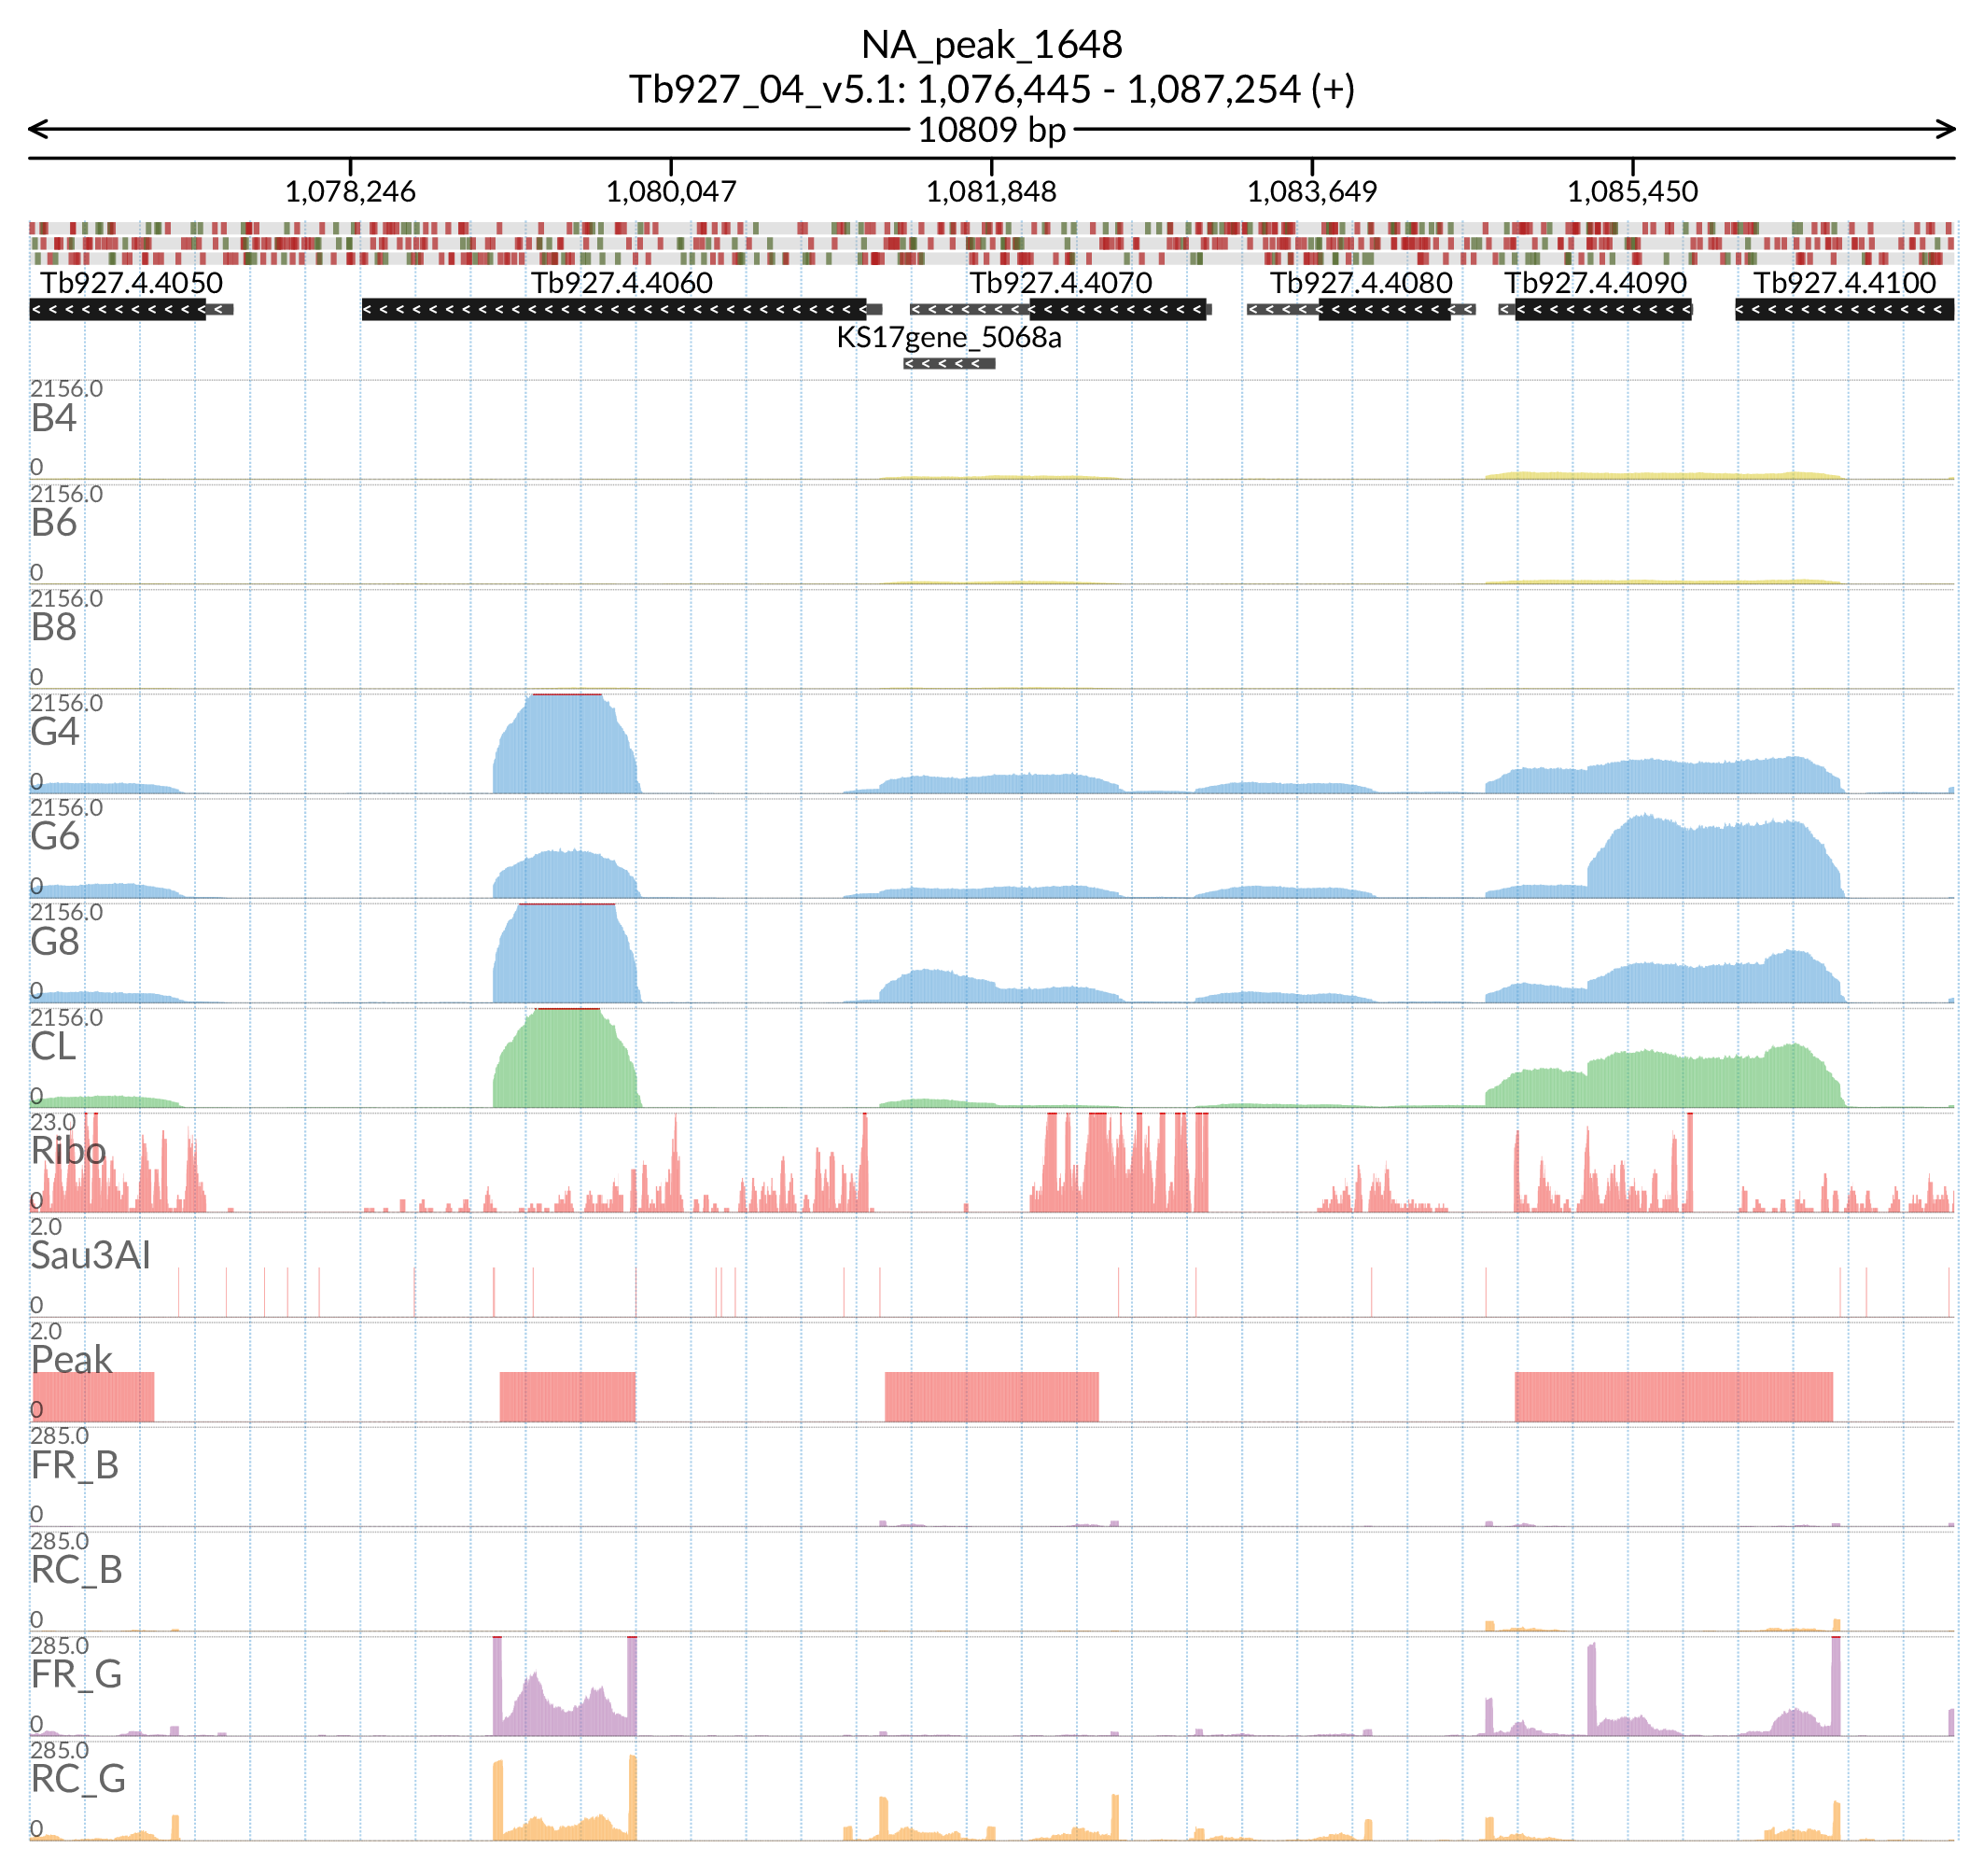 NA_peak_1648
Tb927_04_v5.1: 1,076,445 - 1,087,254 (+)
10809 bp
1,078,246 1,080,047 1,081,848 1,083,649 1,085,450
Tb927.4.4050 Tb927.4.4060 Tb927.4.4070 Tb927.4.4080 Tb927.4.4090 Tb927.4.4100
KS17gene_5068a
2156.0
B4
0
2156.0
B6
0
2156.0
B8
0
2156.0
G4
0
2156.0
G6
0
2156.0
G8
0
2156.0
CL
0
23.0
Ribo
0
2.0
Sau3AI
0
2.0
Peak
0
285.0
FR_B
0
285.0
RC_B
0
285.0
FR_G
0
285.0
RC_G
0